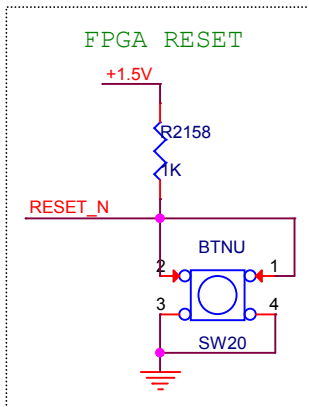 FPGA RESET
+1.5V
R2158
1K
RESET_N
BTNU
2 1
3 4
SW20